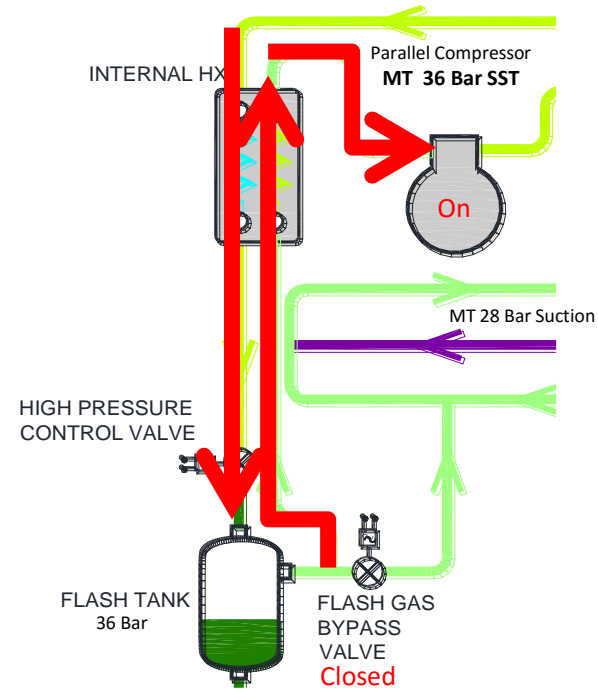 Parallel Compressor
MT 36 Bar SST
INTERNAL HX
On
MT 28 Bar Suction
HIGH PRESSURE
CONTROL VALVE
FLASH TANK
36 Bar
FLASH GAS
BYPASS
VALVE
Closed